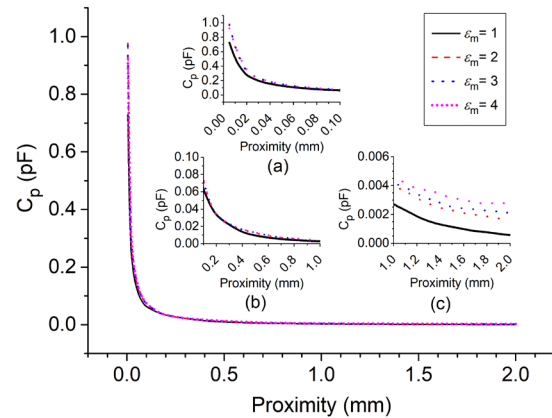 1.0
0.8
0.6
0.4
0.2
0.0
Cₚ (pF)
0.0 0.5 1.0 1.5 2.0
Proximity (mm)
εₘ= 1
εₘ= 2
εₘ= 3
εₘ= 4
1.0
0.8
0.6
0.4
0.2
0.0
Cₚ (pF)
0.00 0.02 0.04 0.06 0.08 0.10
Proximity (mm)
(a)
0.10
0.08
0.06
0.04
0.02
0.00
Cₚ (pF)
0.2 0.4 0.6 0.8 1.0
Proximity (mm)
(b)
0.006
0.004
0.002
0.000
Cₚ (pF)
1.0 1.2 1.4 1.6 1.8 2.0
Proximity (mm)
(c)